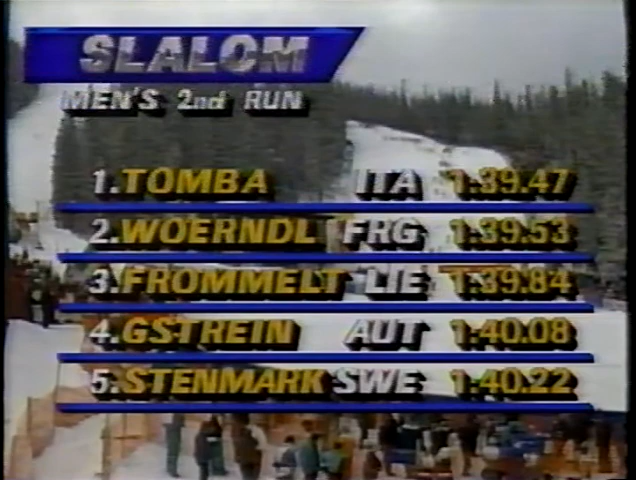 SLALOM
MEN'S 2nd RUN
1. TOMBA ITA 1:39.47
2. WOERNDL FRG 1:39.53
3. FROMMELT LIE 1:39.84
4. GSTREIN AUT 1:40.08
5. STENMARK SWE 1:40.22